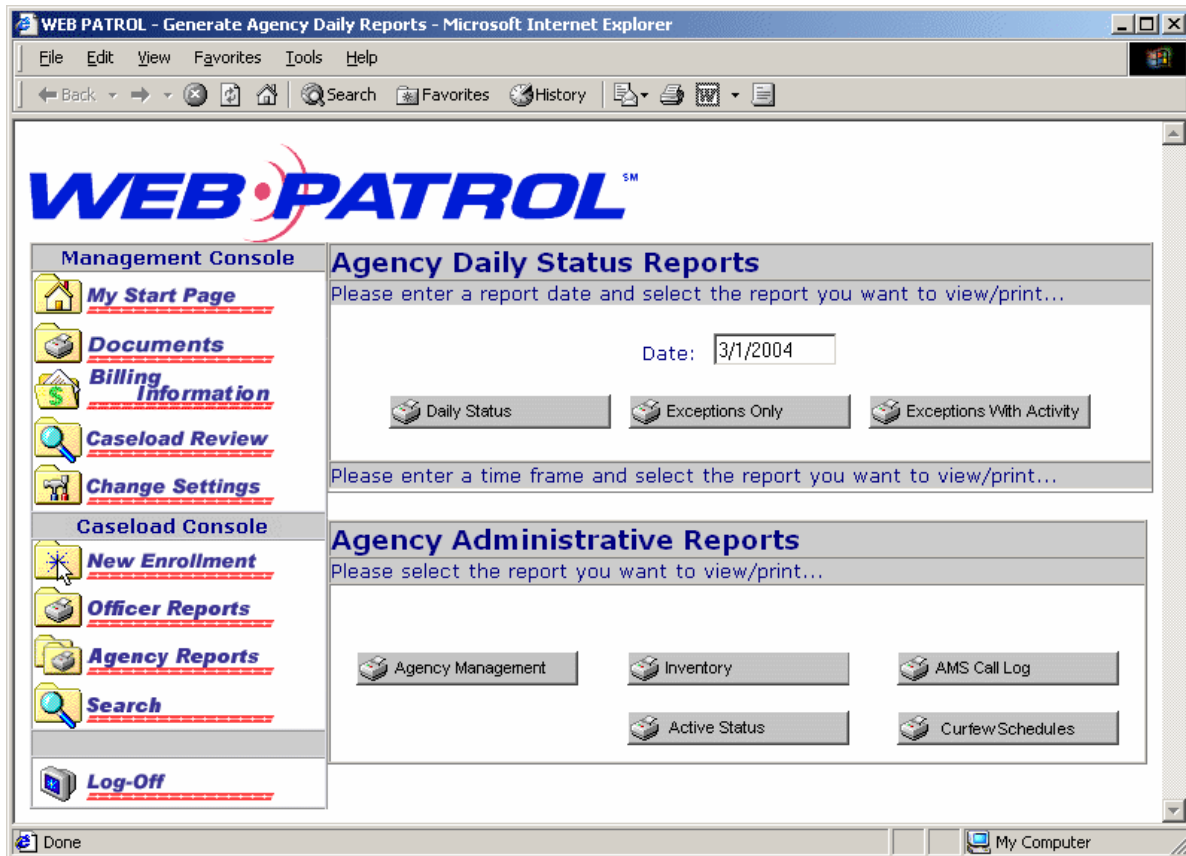 WEB PATROL - Generate Agency Daily Reports - Microsoft Internet Explorer
File Edit View Favorites Tools Help
Back Search Favorites History
WEB PATROL SM
Management Console
My Start Page
Documents
Billing
Information
Caseload Review
Change Settings
Caseload Console
New Enrollment
Officer Reports
Agency Reports
Search
Log-Off
Agency Daily Status Reports
Please enter a report date and select the report you want to view/print...
Date: 3/1/2004
Daily Status Exceptions Only Exceptions With Activity
Please enter a time frame and select the report you want to view/print...
Agency Administrative Reports
Please select the report you want to view/print...
Agency Management Inventory AMS Call Log
Active Status Curfew Schedules
Done My Computer